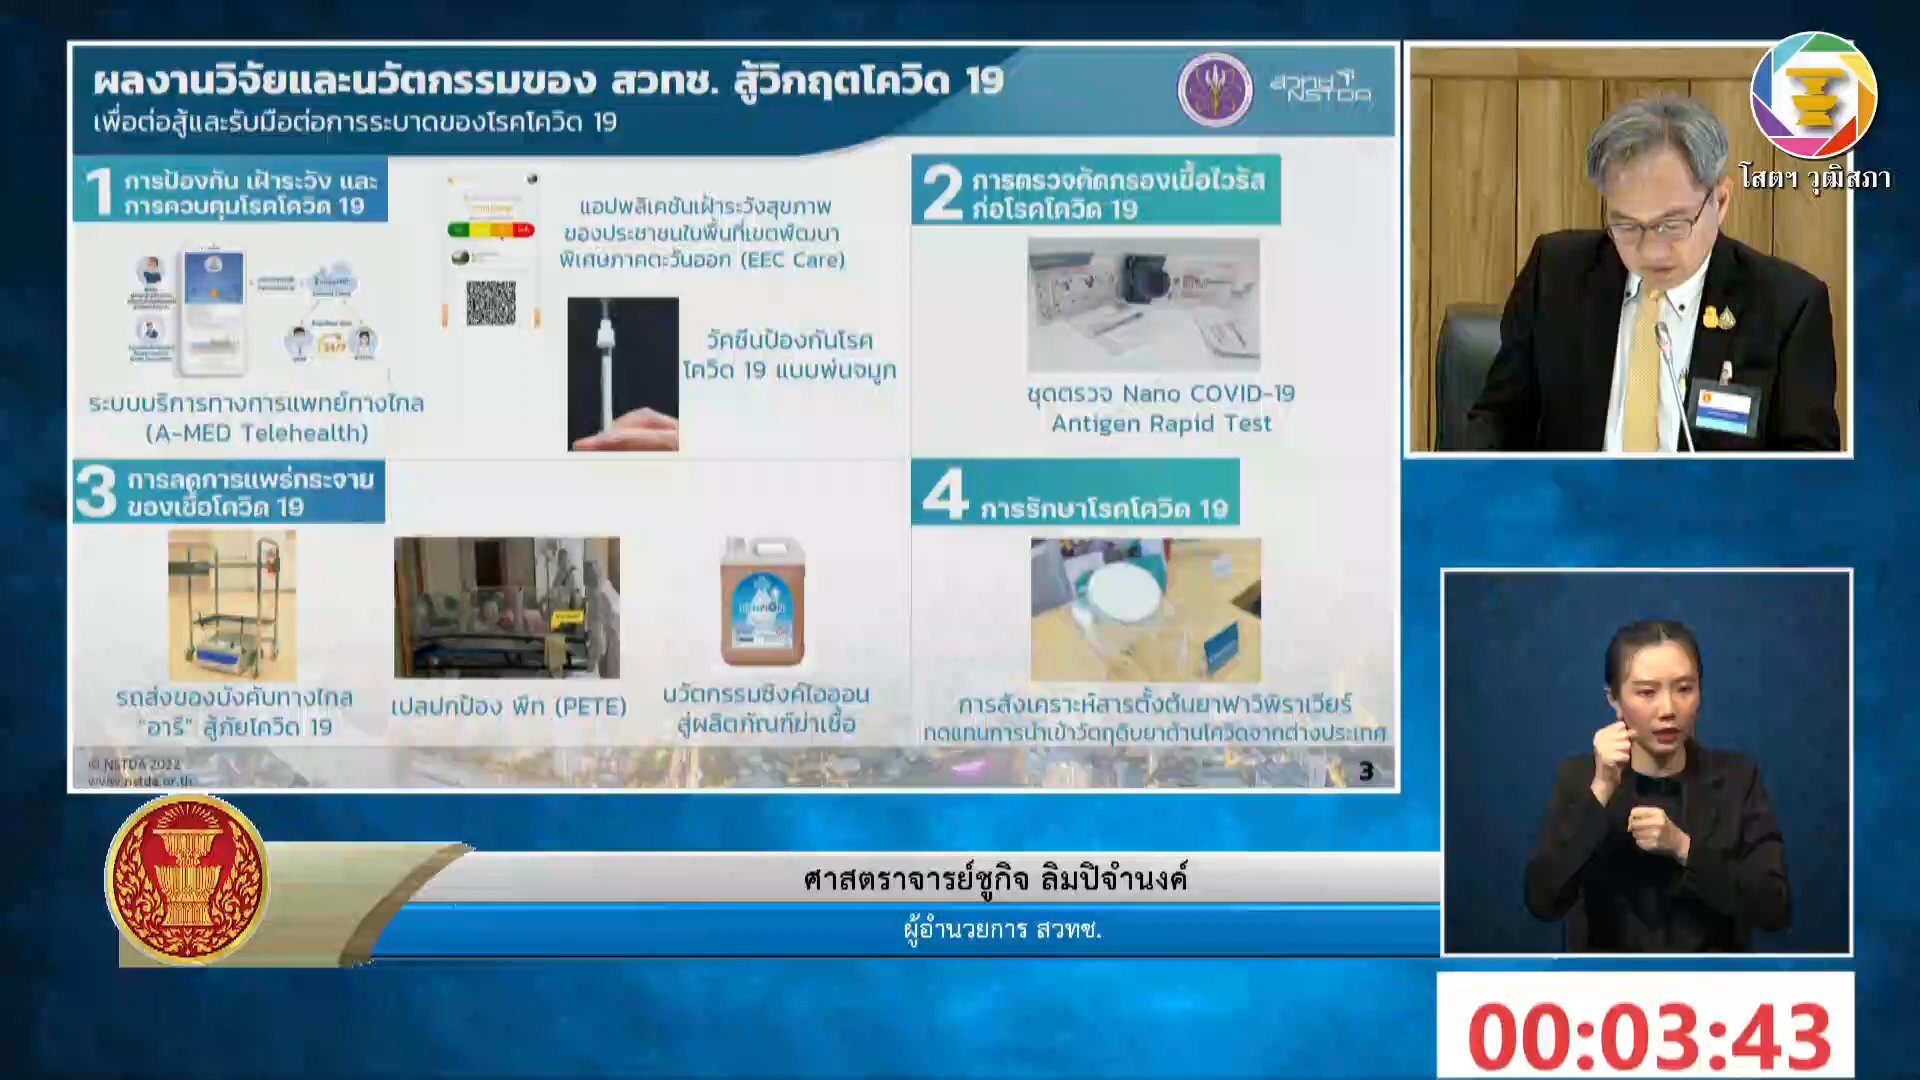 ผลงานวิจัยและนวัตกรรมของ สวทช. สู้วิกฤตโควิด 19
เพื่อต่อสู้และรับมือต่อการระบาดของโรคโควิด 19
สวทช
NSTDA
โสตฯ วุฒิสภา
1 การป้องกัน เฝ้าระวัง และ
การควบคุมโรคโควิด 19
แอปพลิเคชันเฝ้าระวังสุขภาพ
ของประชาชนในพื้นที่เขตพัฒนา
พิเศษภาคตะวันออก (EEC Care)
วัคซีนป้องกันโรค
โควิด 19 แบบพ่นจมูก
ระบบบริการทางการแพทย์ทางไกล
(A-MED Telehealth)
2 การตรวจคัดกรองเชื้อไวรัส
ก่อโรคโควิด 19
ชุดตรวจ Nano COVID-19
Antigen Rapid Test
3 การลดการแพร่กระจาย
ของเชื้อโควิด 19
รถส่งของบังคับทางไกล
"อารี" สู้ภัยโควิด 19
เปลปกป้อง พีท (PETE)
นวัตกรรมซิงค์ไอออน
สู่ผลิตภัณฑ์ฆ่าเชื้อ
4 การรักษาโรคโควิด 19
การสังเคราะห์สารตั้งต้นยาฟาวิพิราเวียร์
ทดแทนการนำเข้าวัตถุดิบยาต้านโควิดจากต่างประเทศ
© NSTDA 2022
www.nstda.or.th
3
ศาสตราจารย์ชูกิจ ลิมปิจำนงค์
ผู้อำนวยการ สวทช.
00:03:43